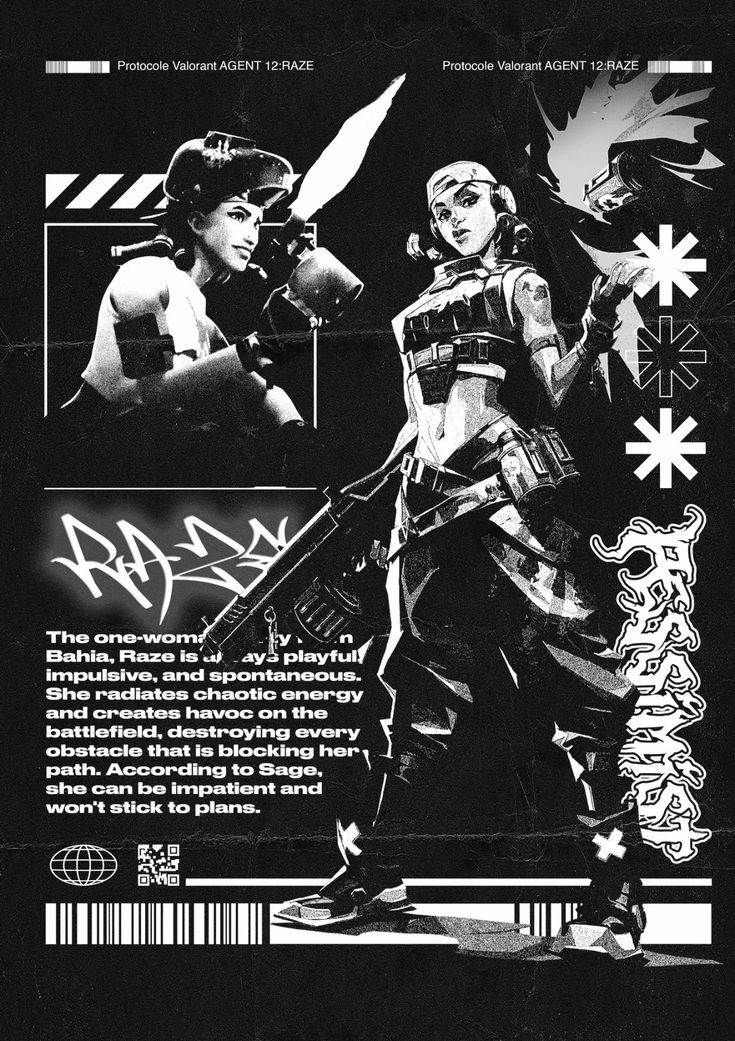 Protocole Valorant AGENT 12:RAZE
Protocole Valorant AGENT 12:RAZE
RAZE
The one-woma y n
Bahia, Raze is a ays playful,
impulsive, and spontaneous.
She radiates chaotic energy
and creates havoc on the
battlefield, destroying every
obstacle that is blocking her
path. According to Sage,
she can be impatient and
won't stick to plans.
PESSIMIST